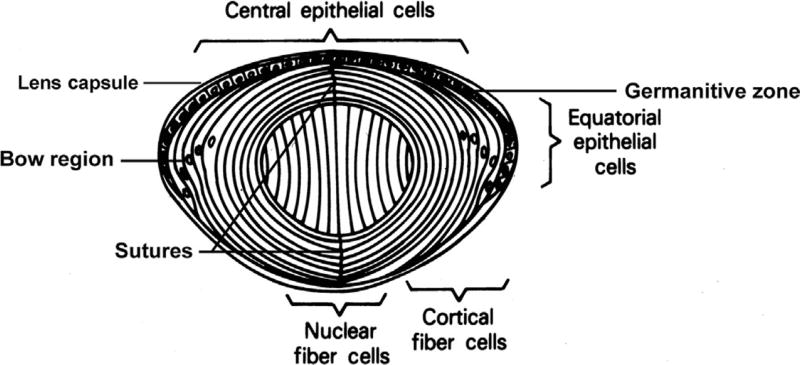 Central epithelial cells
Lens capsule
Germanitive zone
Equatorial
epithelial
cells
Bow region
Sutures
Nuclear
fiber cells
Cortical
fiber cells